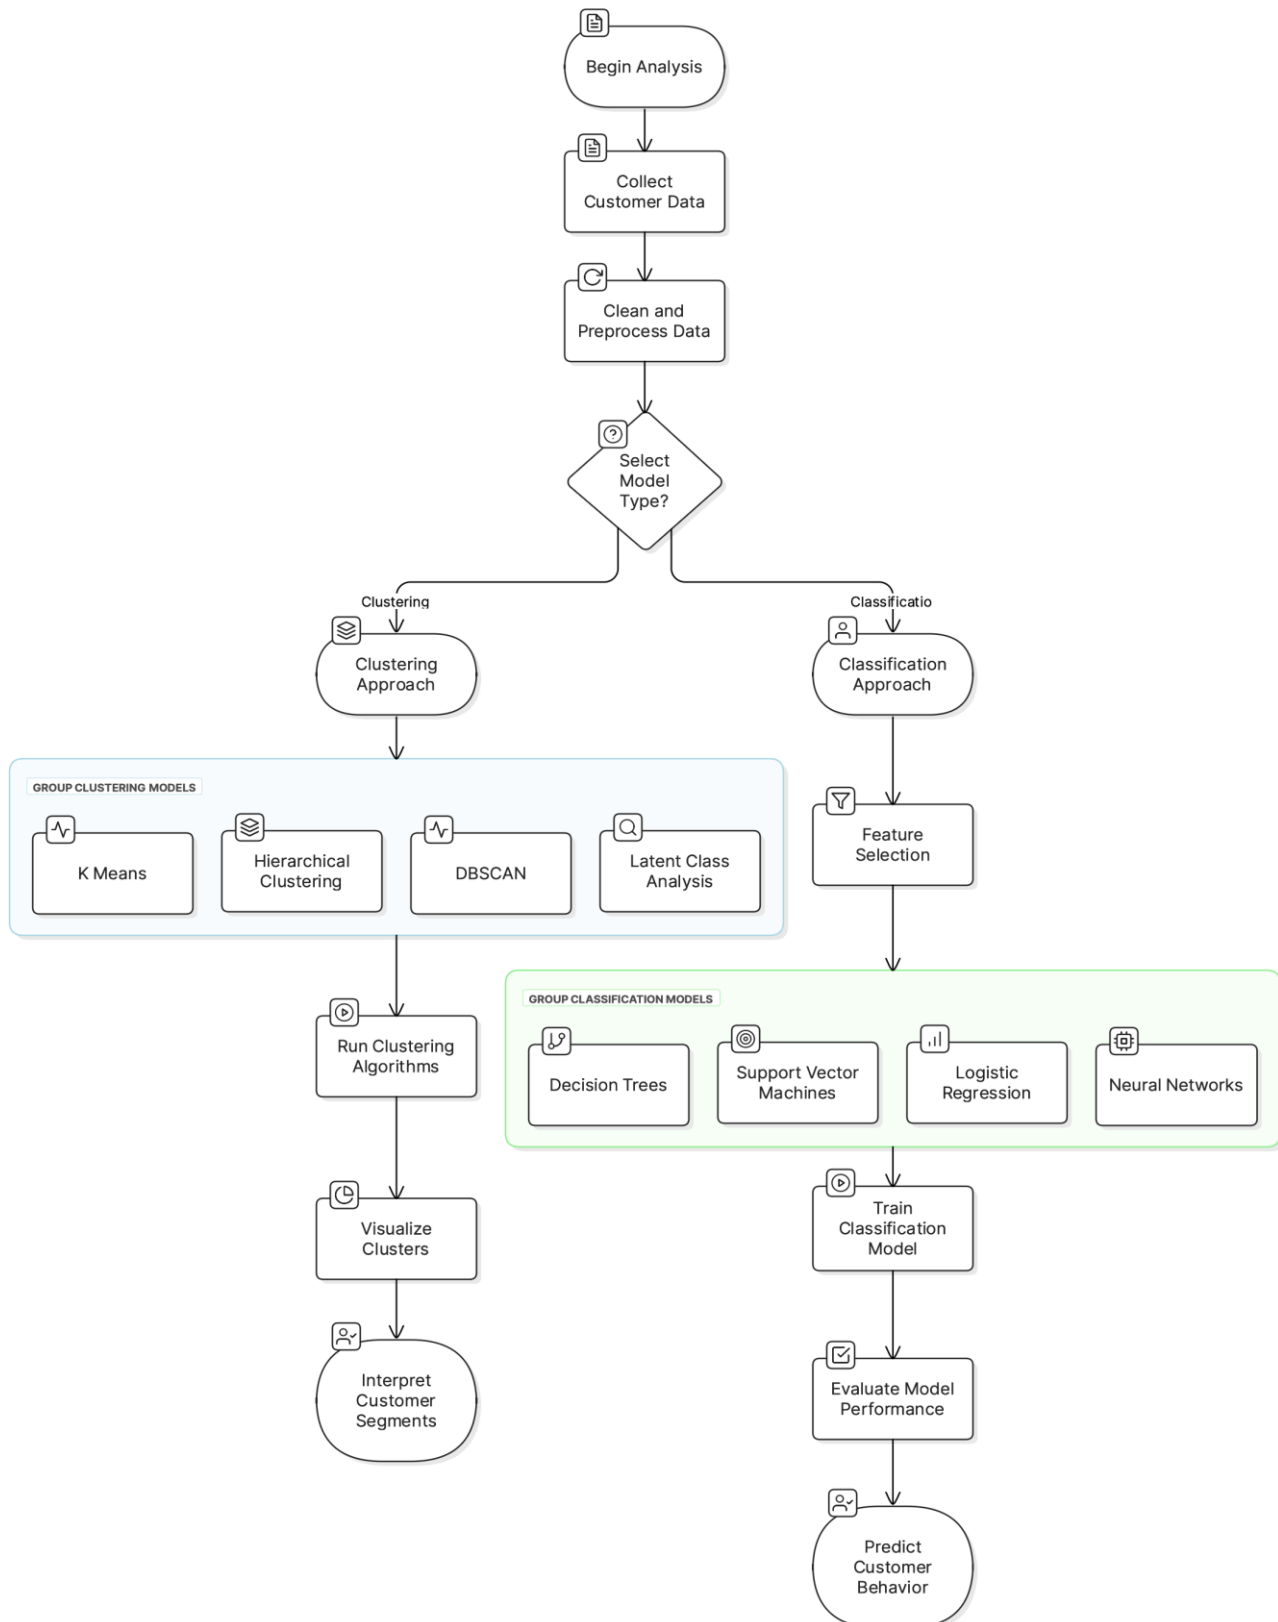 Begin Analysis
Collect
Customer Data
Clean and
Preprocess Data
Select
Model
Type?
Clustering
Classificatio
Clustering
Approach
Classification
Approach
GROUP CLUSTERING MODELS
K Means
Hierarchical
Clustering
DBSCAN
Latent Class
Analysis
Feature
Selection
GROUP CLASSIFICATION MODELS
Decision Trees
Support Vector
Machines
Logistic
Regression
Neural Networks
Run Clustering
Algorithms
Train
Classification
Model
Visualize
Clusters
Interpret
Customer
Segments
Evaluate Model
Performance
Predict
Customer
Behavior